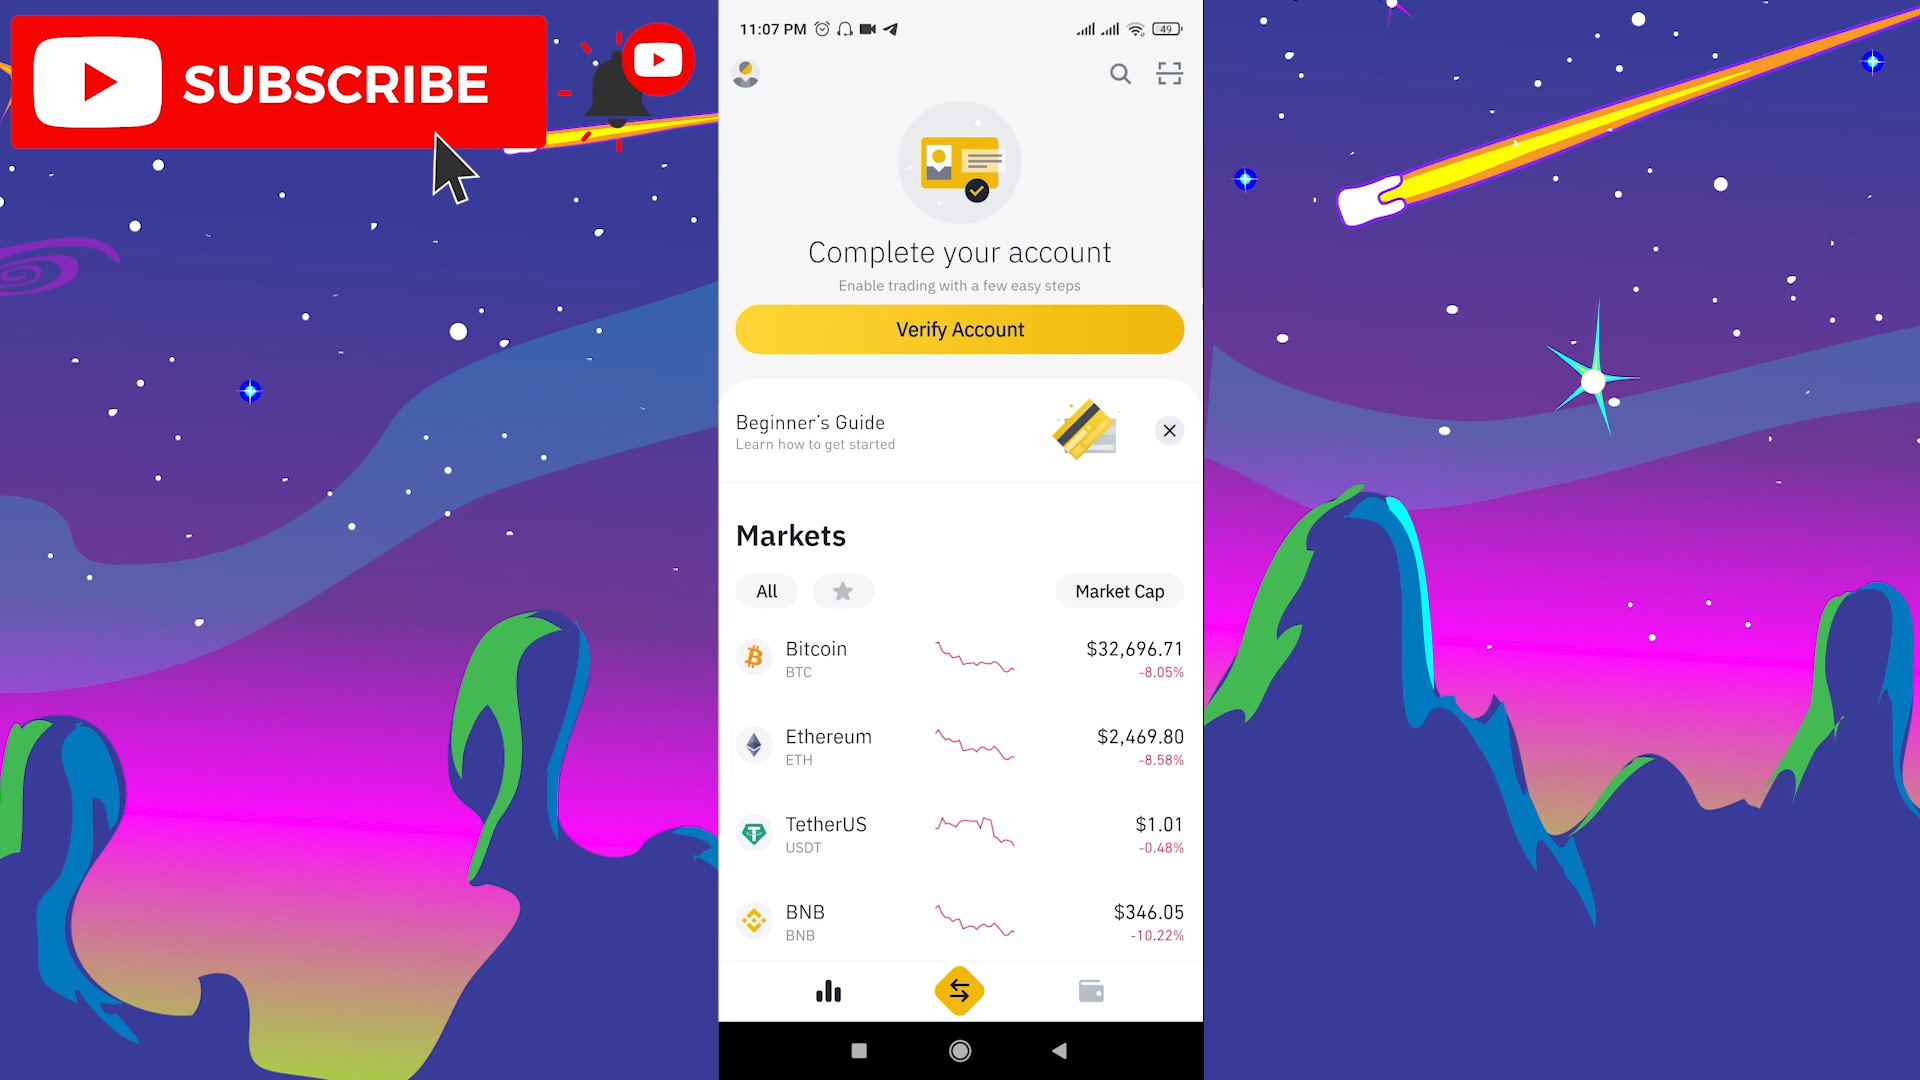 SUBSCRIBE
11:07 PM
49
Complete your account
Enable trading with a few easy steps
Verify Account
Beginner's Guide
Learn how to get started
Markets
All
Market Cap
Bitcoin
$32,696.71
BTC
-8.05%
Ethereum
$2,469.80
ETH
-8.58%
TetherUS
$1.01
USDT
-0.48%
BNB
$346.05
BNB
-10.22%